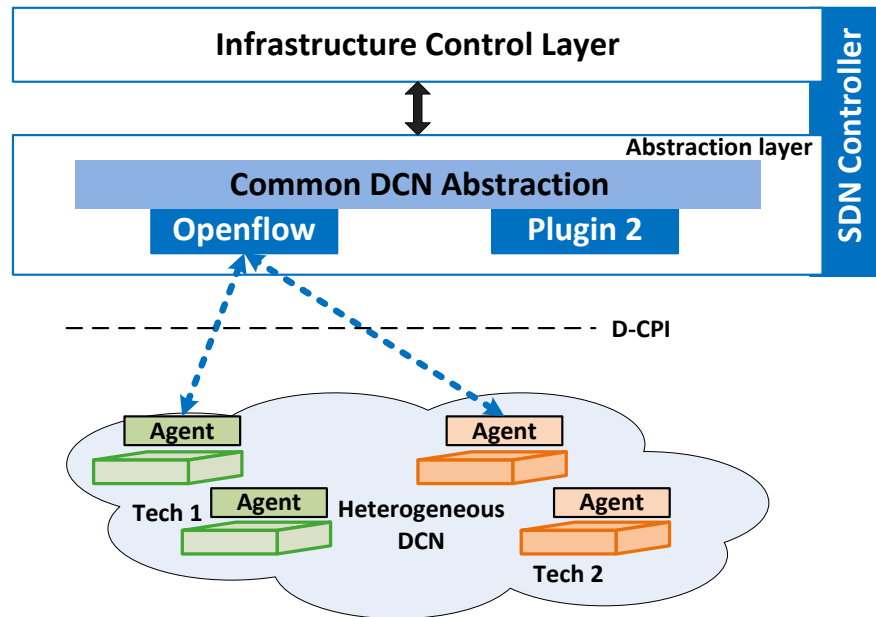 Infrastructure Control Layer
SDN Controller
Abstraction layer
Common DCN Abstraction
Openflow
Plugin 2
D-CPI
Agent
Agent
Tech 1
Agent
Heterogeneous
DCN
Agent
Tech 2